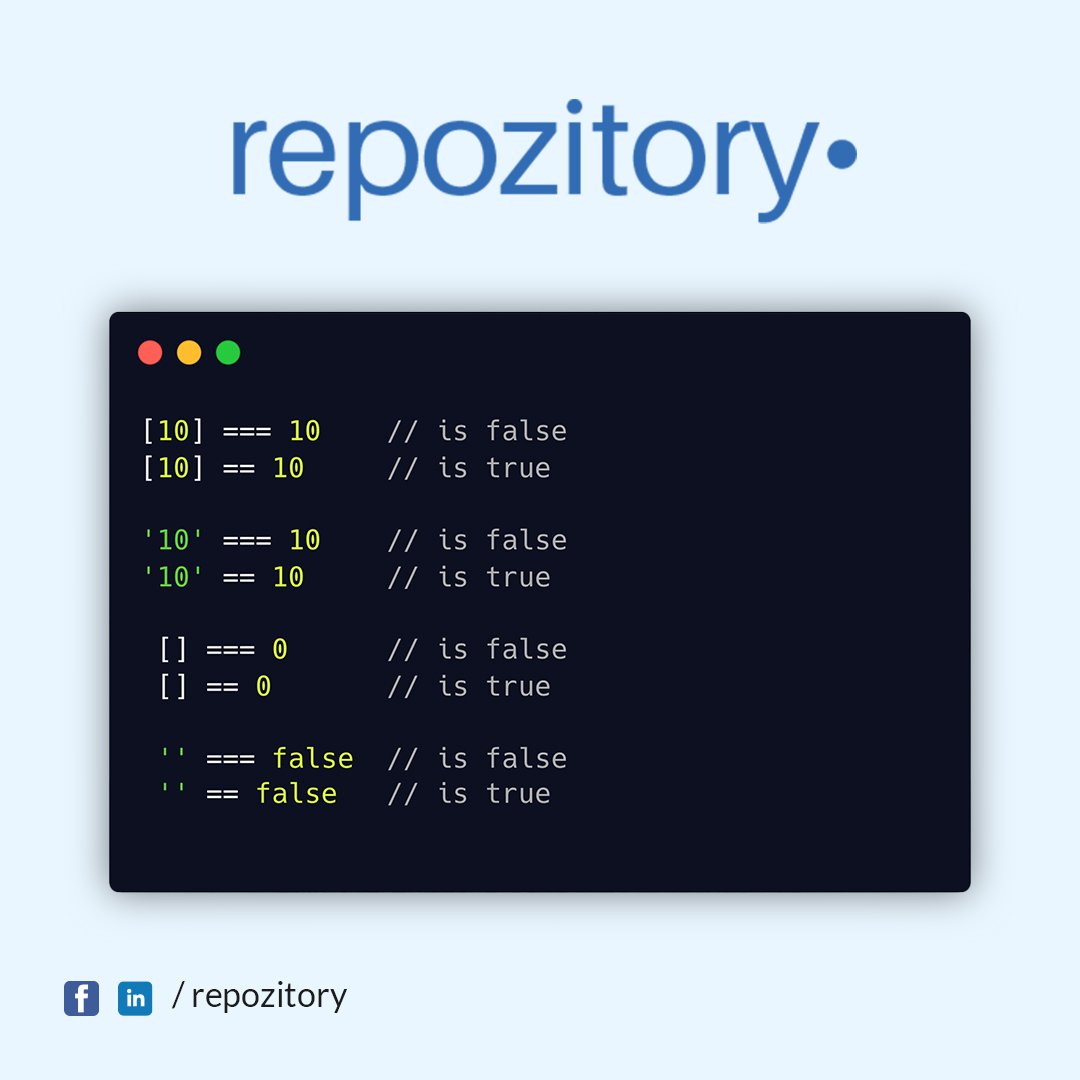 repozitory•
[10] === 10    // is false
[10] == 10     // is true
'10' === 10    // is false
'10' == 10     // is true
[] === 0      // is false
[] == 0       // is true
'' === false  // is false
'' == false   // is true
f in / repozitory